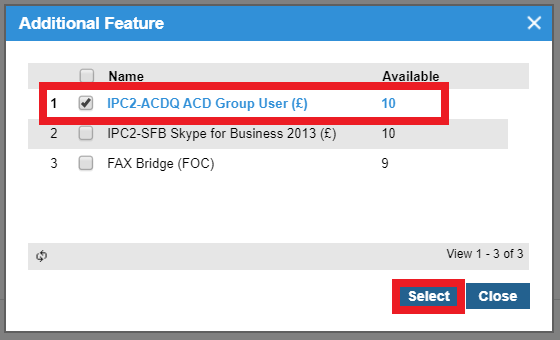 Additional Feature
Name Available
1 IPC2-ACDQ ACD Group User (£) 10
2 IPC2-SFB Skype for Business 2013 (£) 10
3 FAX Bridge (FOC) 9
View 1 - 3 of 3
Select Close